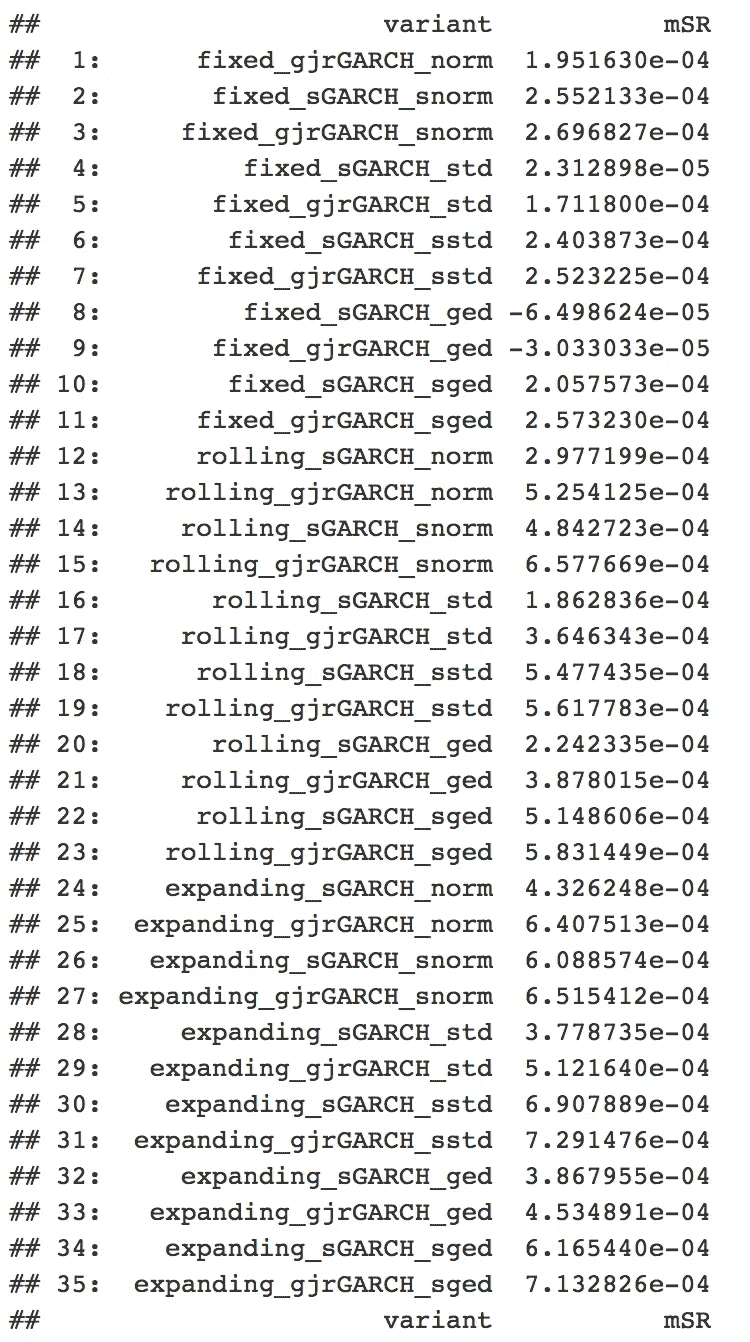 ## variant mSR
## 1: fixed_gjrGARCH_norm 1.951630e-04
## 2: fixed_sGARCH_snorm 2.552133e-04
## 3: fixed_gjrGARCH_snorm 2.696827e-04
## 4: fixed_sGARCH_std 2.312898e-05
## 5: fixed_gjrGARCH_std 1.711800e-04
## 6: fixed_sGARCH_sstd 2.403873e-04
## 7: fixed_gjrGARCH_sstd 2.523225e-04
## 8: fixed_sGARCH_ged -6.498624e-05
## 9: fixed_gjrGARCH_ged -3.033033e-05
## 10: fixed_sGARCH_sged 2.057573e-04
## 11: fixed_gjrGARCH_sged 2.573230e-04
## 12: rolling_sGARCH_norm 2.977199e-04
## 13: rolling_gjrGARCH_norm 5.254125e-04
## 14: rolling_sGARCH_snorm 4.842723e-04
## 15: rolling_gjrGARCH_snorm 6.577669e-04
## 16: rolling_sGARCH_std 1.862836e-04
## 17: rolling_gjrGARCH_std 3.646343e-04
## 18: rolling_sGARCH_sstd 5.477435e-04
## 19: rolling_gjrGARCH_sstd 5.617783e-04
## 20: rolling_sGARCH_ged 2.242335e-04
## 21: rolling_gjrGARCH_ged 3.878015e-04
## 22: rolling_sGARCH_sged 5.148606e-04
## 23: rolling_gjrGARCH_sged 5.831449e-04
## 24: expanding_sGARCH_norm 4.326248e-04
## 25: expanding_gjrGARCH_norm 6.407513e-04
## 26: expanding_sGARCH_snorm 6.088574e-04
## 27: expanding_gjrGARCH_snorm 6.515412e-04
## 28: expanding_sGARCH_std 3.778735e-04
## 29: expanding_gjrGARCH_std 5.121640e-04
## 30: expanding_sGARCH_sstd 6.907889e-04
## 31: expanding_gjrGARCH_sstd 7.291476e-04
## 32: expanding_sGARCH_ged 3.867955e-04
## 33: expanding_gjrGARCH_ged 4.534891e-04
## 34: expanding_sGARCH_sged 6.165440e-04
## 35: expanding_gjrGARCH_sged 7.132826e-04
## variant mSR